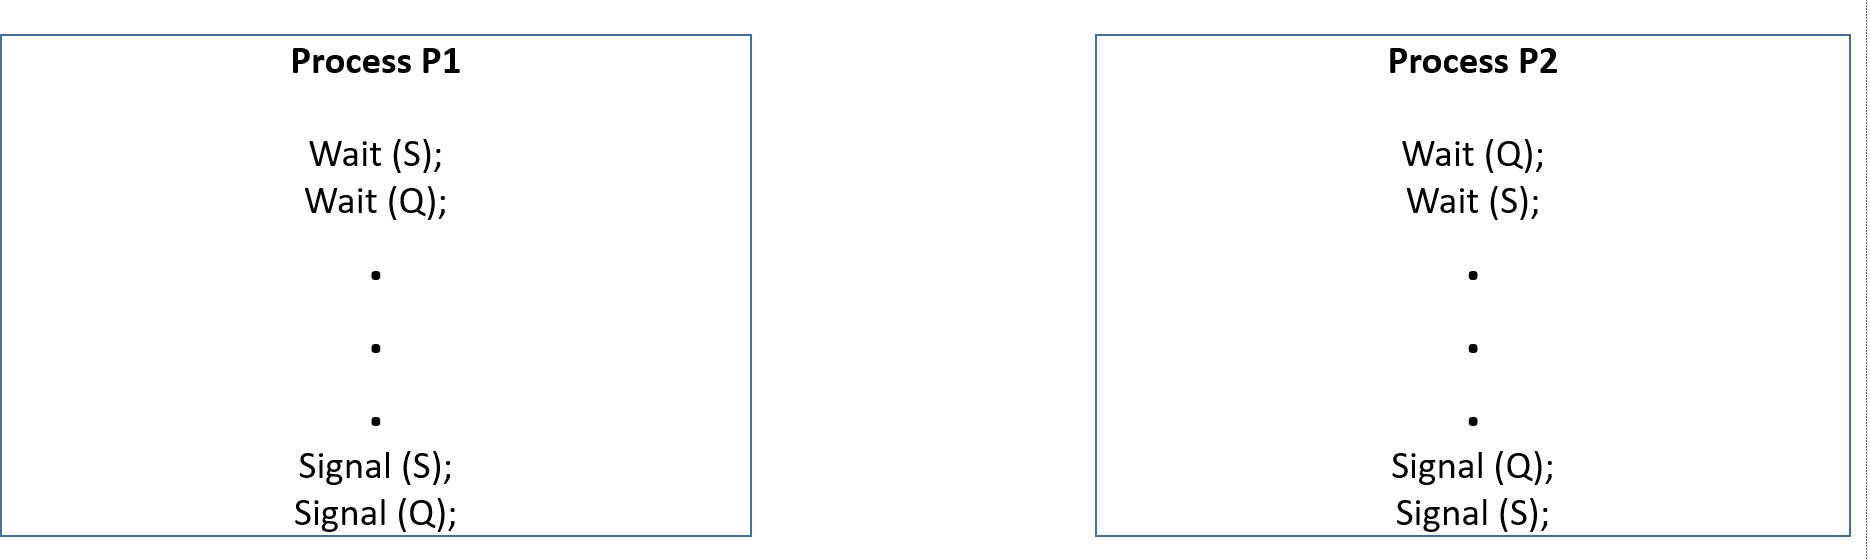 Process P1
Wait (S);
Wait (Q);
.
.
.
Signal (S);
Signal (Q);
Process P2
Wait (Q);
Wait (S);
.
.
.
Signal (Q);
Signal (S);